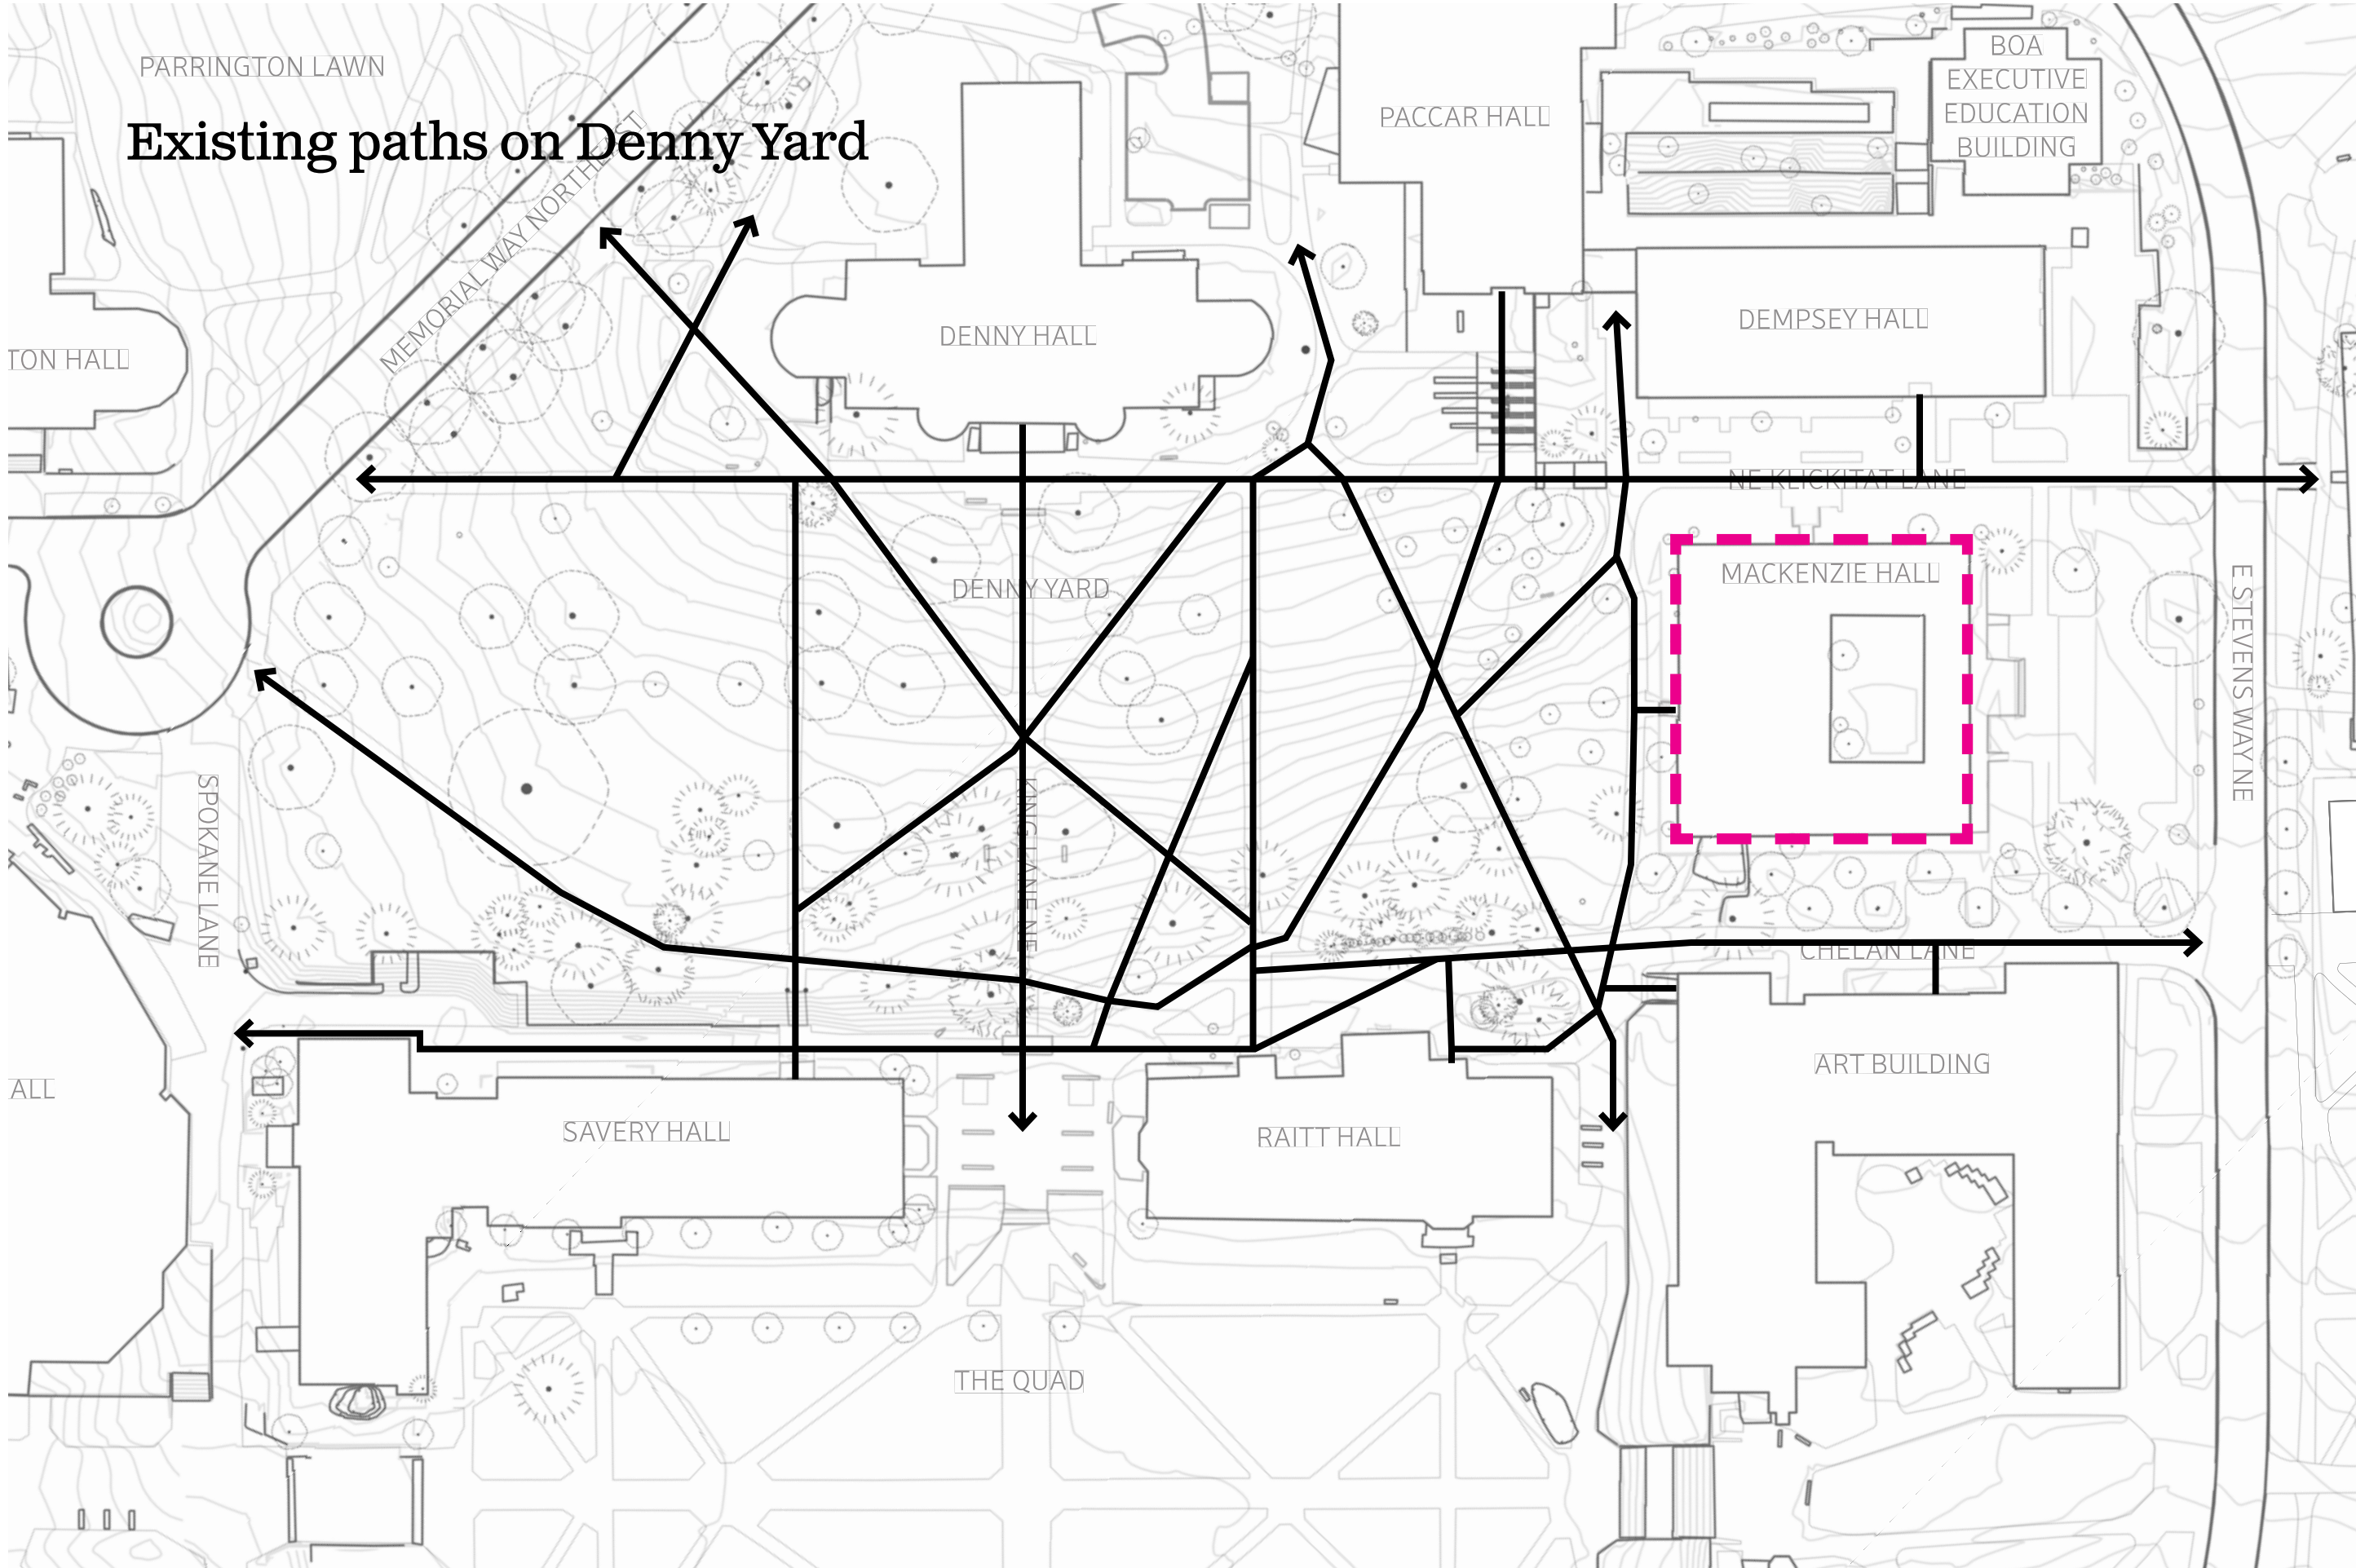 PARRINGTON LAWN
Existing paths on Denny Yard
MEMORIAL WAY NORTHEAST
PACCAR HALL
BOA
EXECUTIVE
EDUCATION
BUILDING
TON HALL
DENNY HALL
DEMPSEY HALL
NE KLICKITAT LANE
DENNY YARD
MACKENZIE HALL
E STEVENS WAY NE
SPOKANE LANE
KING LANE NE
CHELAN LANE
ALL
SAVERY HALL
RAITT HALL
ART BUILDING
THE QUAD